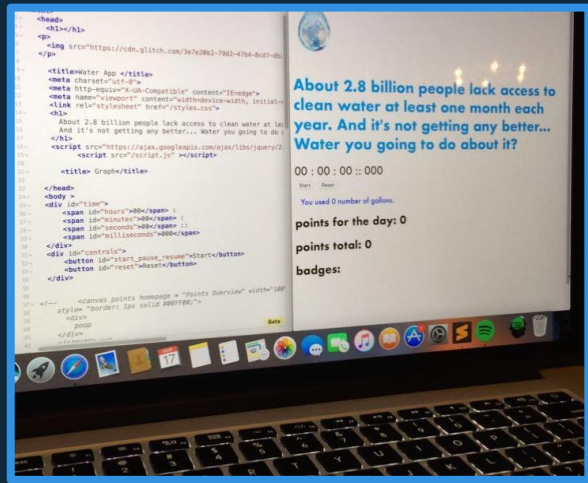 <head>
<h1></h1>
<p>
<img src="https://cdn.glitch.com/
</p>
<title>Water App </title>
<meta charset="utf-8">
<meta http-equiv="X-UA-Compatible" content="IE=edge">
<meta name="viewport" content="width=device-width, initial-
<link rel="stylesheet" href="/styles.css">
<h1>
About 2.8 billion people lack access to clean water at
And it's not getting any better... Water you going to do
</h1>
<script src="https://ajax.googleapis.com/ajax/libs/jquery/2.
<script src="/script.js" ></script>
<title> Graph</title>
</head>
<body >
<div id="time">
<span id="hours">00</span> :
<span id="minutes">00</span> :
<span id="seconds">00</span> ::
<span id="milliseconds">000</span>
</div>
<div id="controls">
<button id="start_pause_resume">Start</button>
<button id="reset">Reset</button>
</div>
<!-- <canvas points homepage = "Points Overview" width="100"
style= "border: 1px solid #00FF00;">
<div>
poop
</div>
Beta
About 2.8 billion people lack access to
clean water at least one month each
year. And it's not getting any better...
Water you going to do about it?
00 : 00 : 00 :: 000
Start Reset
You used 0 number of gallons.
points for the day: 0
points total: 0
badges:
17